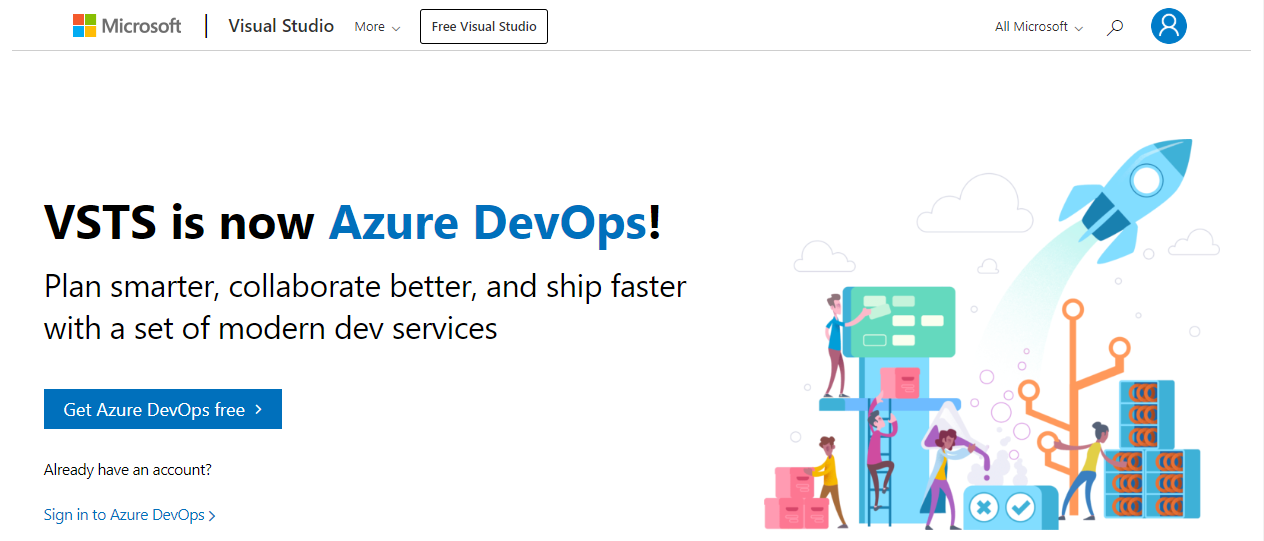 Microsoft
Visual Studio
More
Free Visual Studio
All Microsoft
VSTS is now Azure DevOps!
Plan smarter, collaborate better, and ship faster
with a set of modern dev services
Get Azure DevOps free
Already have an account?
Sign in to Azure DevOps